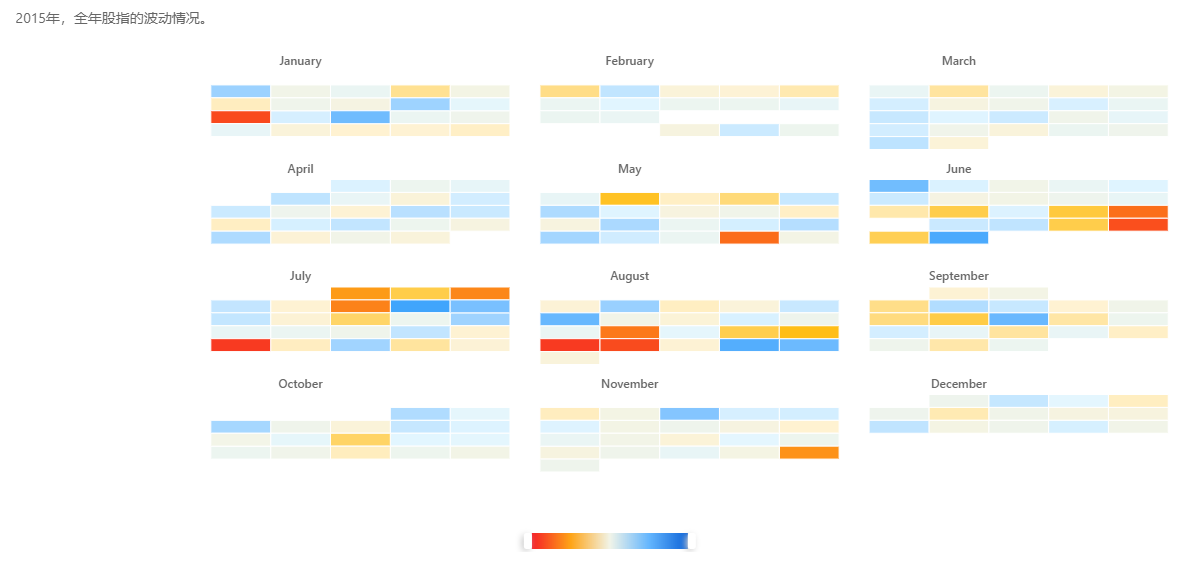 2015年，全年股指的波动情况。
January
February
March
April
May
June
July
August
September
October
November
December